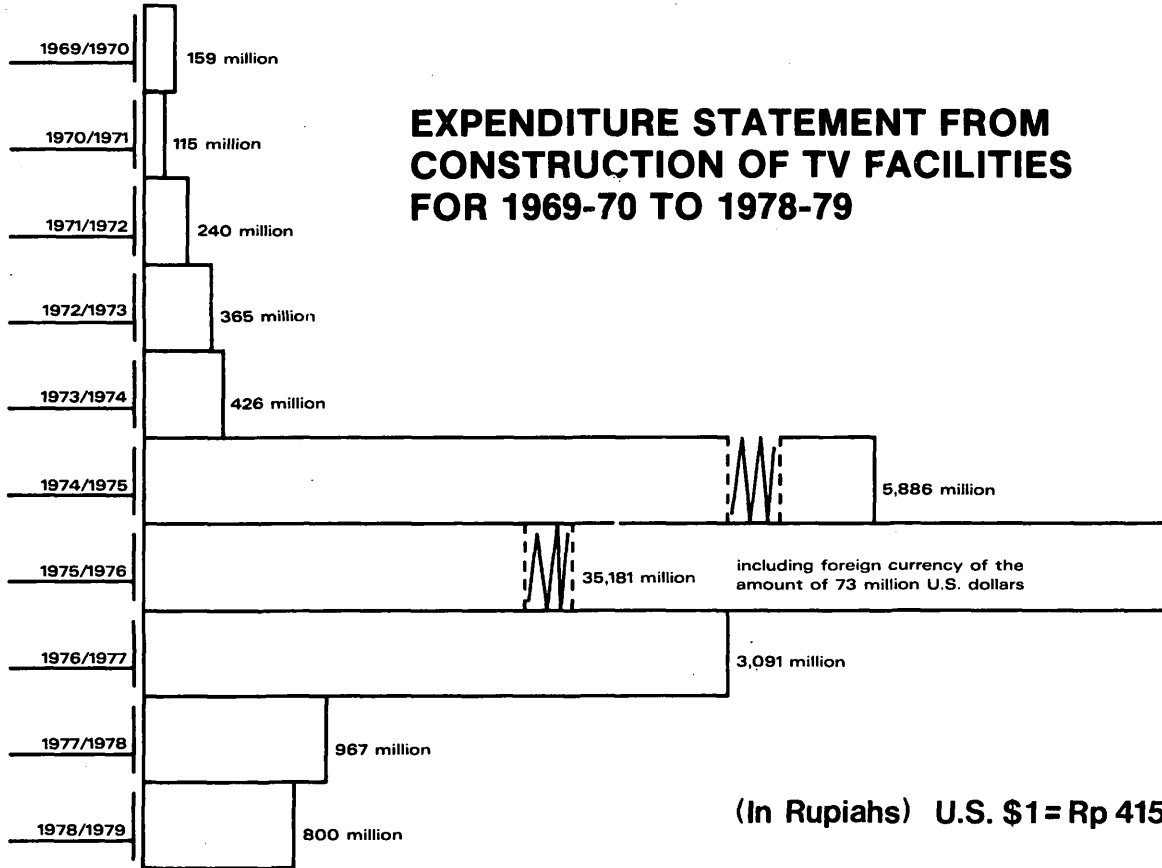 1969/1970
159 million
1970/1971
115 million
EXPENDITURE STATEMENT FROM
CONSTRUCTION OF TV FACILITIES
FOR 1969-70 TO 1978-79
1971/1972
240 million
1972/1973
365 million
1973/1974
426 million
1974/1975
5,886 million
1975/1976
35,181 million
including foreign currency of the
amount of 73 million U.S. dollars
1976/1977
3,091 million
1977/1978
967 million
1978/1979
800 million
(In Rupiahs) U.S. $1 = Rp 415